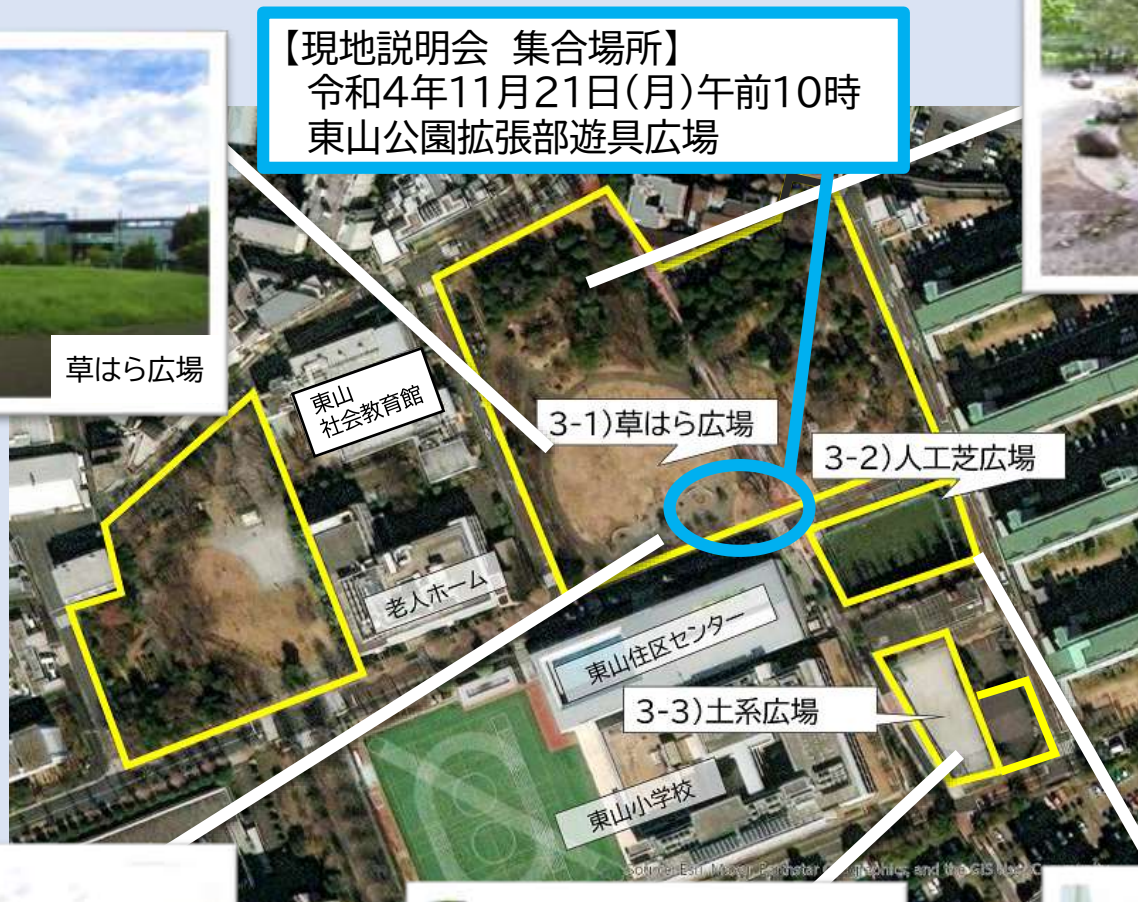 【現地説明会 集合場所】
令和4年11月21日(月)午前10時
東山公園拡張部遊具広場
草はら広場
東山
社会教育館
3-1)草はら広場
3-2)人工芝広場
老人ホーム
東山住区センター
3-3)土系広場
東山小学校
and the GIS